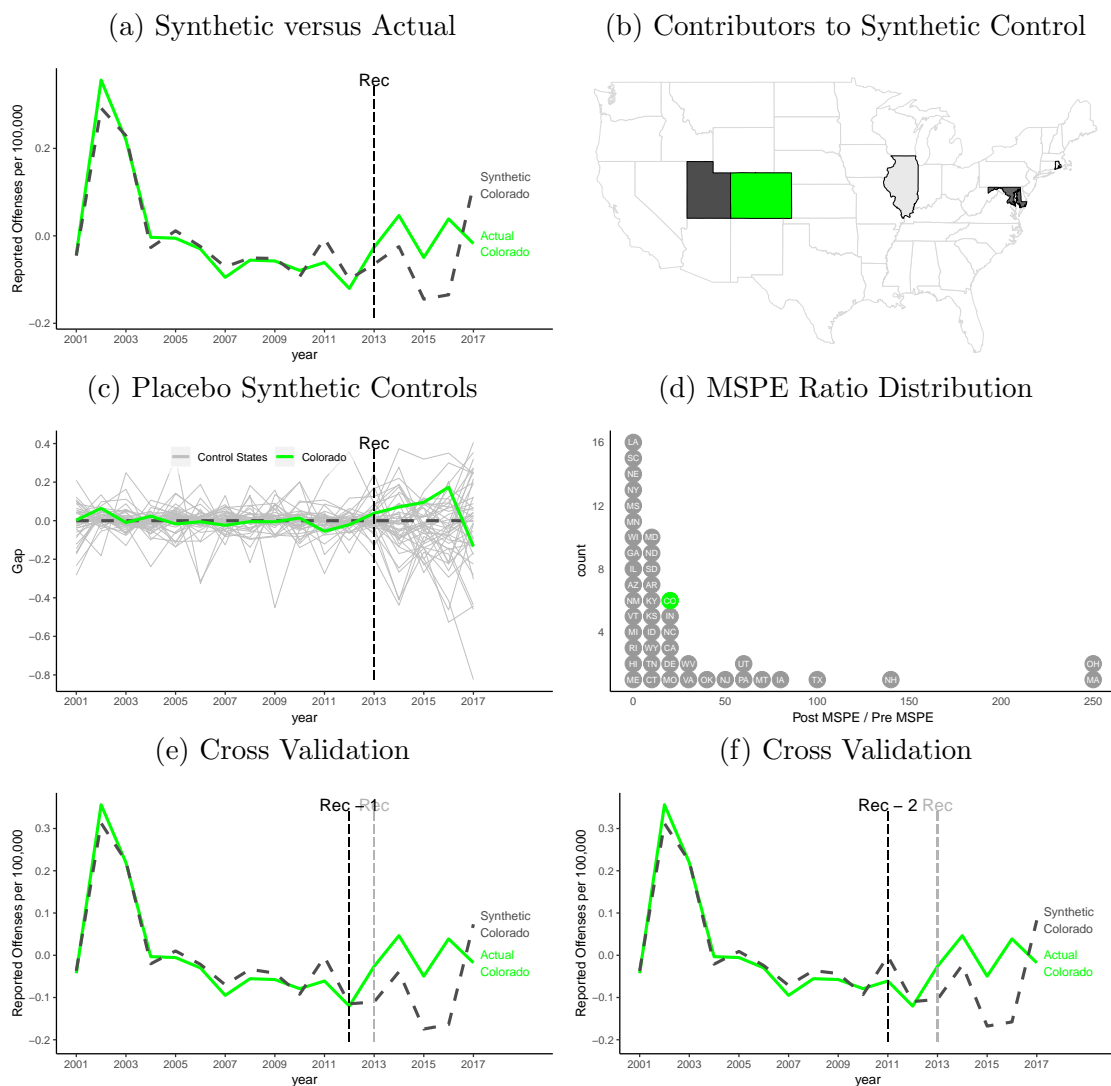 (a) Synthetic versus Actual
(b) Contributors to Synthetic Control
Reported Offenses per 100,000
Rec
0.2
0.0
−0.2
Synthetic
Colorado
Actual
Colorado
2001 2003 2005 2007 2009 2011 2013 2015 2017
year
(c) Placebo Synthetic Controls
(d) MSPE Ratio Distribution
Gap
Rec
Control States Colorado
0.4
0.2
0.0
−0.2
−0.4
−0.6
−0.8
2001 2003 2005 2007 2009 2011 2013 2015 2017
year
count
16
12
8
4
LA
SC
NE
NY
MS
MN
WI MD
GA ND
IL SD
AZ AR
NM KY CO
VT KS IN
MI ID NC
RI WY CA
HI TN DE WV UT OH
ME CT MO VA OK NJ PA MT IA TX NH MA
0 50 100 150 200 250
Post MSPE / Pre MSPE
(e) Cross Validation
(f) Cross Validation
Reported Offenses per 100,000
Rec − 1 Rec
0.3
0.2
0.1
0.0
−0.1
−0.2
Synthetic
Colorado
Actual
Colorado
2001 2003 2005 2007 2009 2011 2013 2015 2017
year
Reported Offenses per 100,000
Rec − 2 Rec
0.3
0.2
0.1
0.0
−0.1
−0.2
Synthetic
Colorado
Actual
Colorado
2001 2003 2005 2007 2009 2011 2013 2015 2017
year